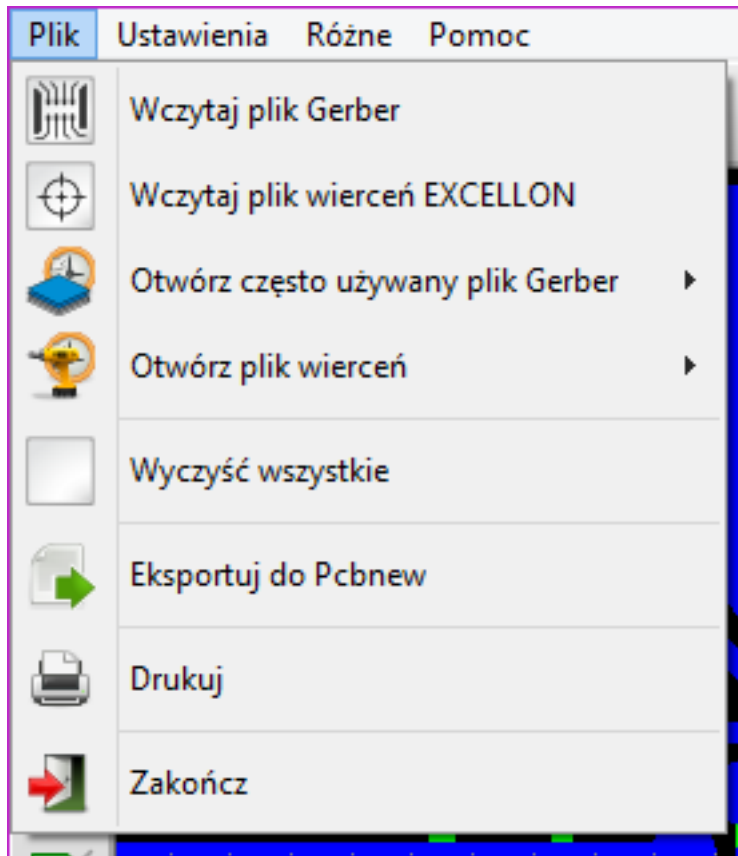 Plik Ustawienia Różne Pomoc
Wczytaj plik Gerber
Wczytaj plik wierceń EXCELLON
Otwórz często używany plik Gerber
Otwórz plik wierceń
Wyczyść wszystkie
Eksportuj do Pcbnew
Drukuj
Zakończ